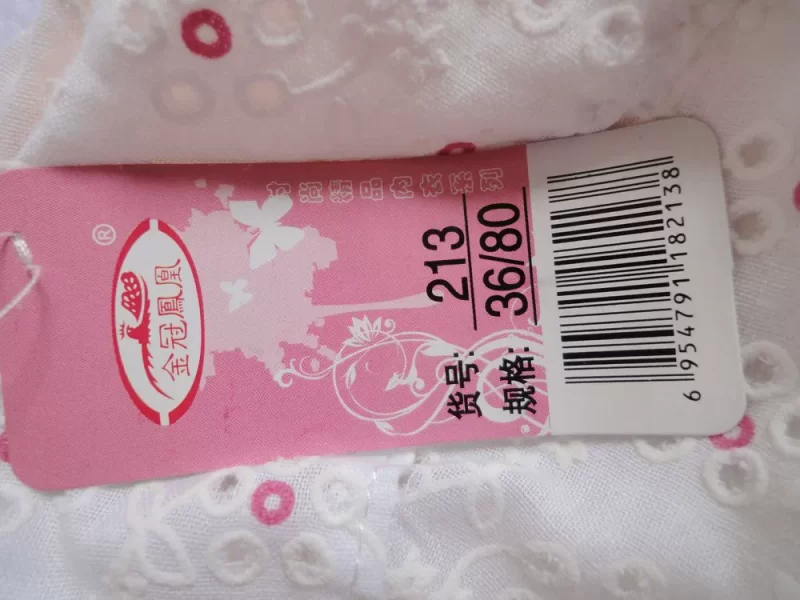 ®
金冠鳳凰
时尚精品内衣系列
货号: 213
规格: 36/80
6 954791 182138